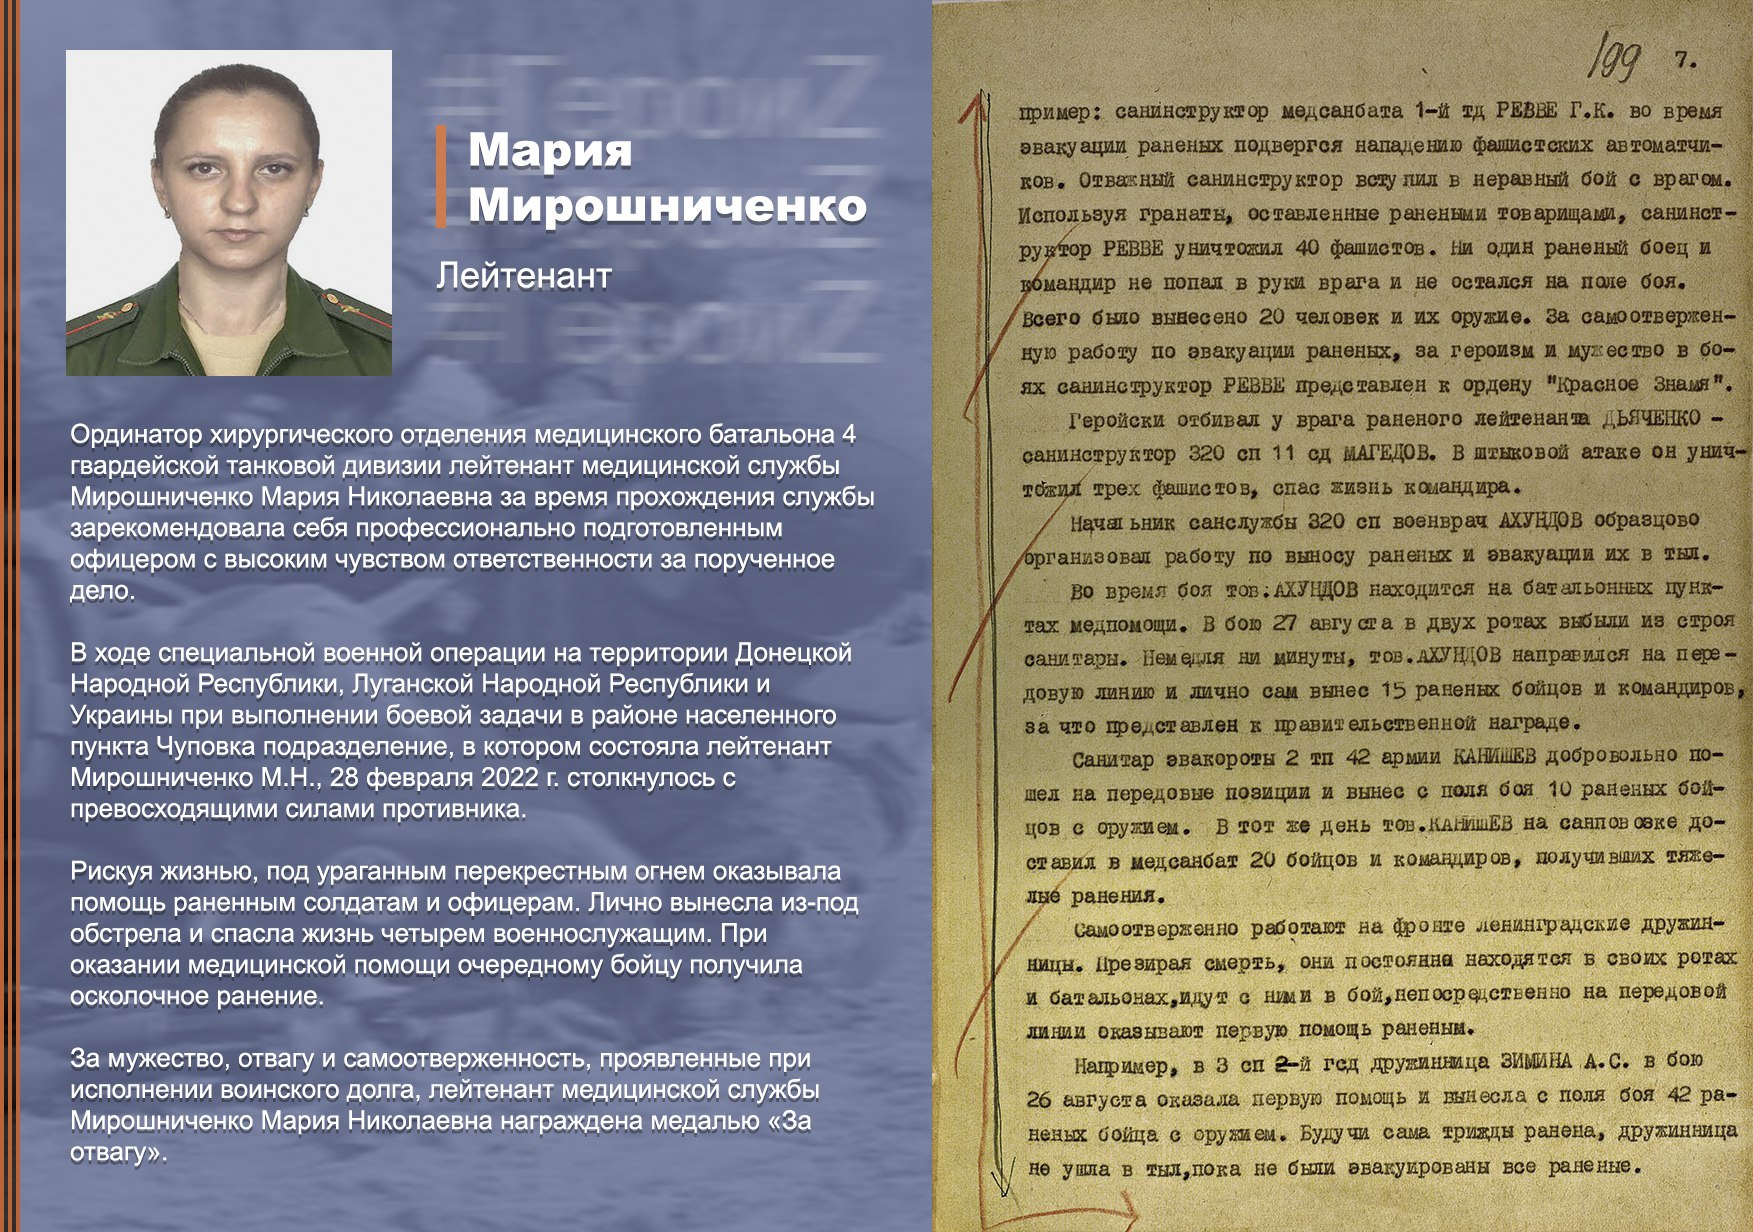 #ГероиZ
Мария
Мирошниченко
Лейтенант
Ординатор хирургического отделения медицинского батальона 4
гвардейской танковой дивизии лейтенант медицинской службы
Мирошниченко Мария Николаевна за время прохождения службы
зарекомендовала себя профессионально подготовленным
офицером с высоким чувством ответственности за порученное
дело.
В ходе специальной военной операции на территории Донецкой
Народной Республики, Луганской Народной Республики и
Украины при выполнении боевой задачи в районе населенного
пункта Чуповка подразделение, в котором состояла лейтенант
Мирошниченко М.Н., 28 февраля 2022 г. столкнулось с
превосходящими силами противника.
Рискуя жизнью, под ураганным перекрестным огнем оказывала
помощь раненным солдатам и офицерам. Лично вынесла из-под
обстрела и спасла жизнь четырем военнослужащим. При
оказании медицинской помощи очередному бойцу получила
осколочное ранение.
За мужество, отвагу и самоотверженность, проявленные при
исполнении воинского долга, лейтенант медицинской службы
Мирошниченко Мария Николаевна награждена медалью «За
отвагу».
199 7.
пример: санинструктор медсанбата 1-й тд РЕВВЕ Г.К. во время
эвакуации раненых подвергся нападению фашистских автоматчи-
ков. Отважный санинструктор вступил в неравный бой с врагом.
Используя гранаты, оставленные ранеными товарищами, санинст-
руктор РЕВВЕ уничтожил 40 фашистов. Ни один раненый боец и
командир не попал в руки врага и не остался на поле боя.
Всего было вынесено 20 человек и их оружие. За самоотвержен-
ную работу по эвакуации раненых, за героизм и мужество в бо-
ях санинструктор РЕВВЕ представлен к ордену "Красное Знамя".
Геройски отбивал у врага раненого лейтенанта ДЬЯЧЕНКО -
санинструктор 320 сп 11 сд МАГЕДОВ. В штыковой атаке он унич-
тожил трех фашистов, спас жизнь командира.
Начальник санслужбы 320 сп военврач АХУНДОВ образцово
организовал работу по выносу раненых и эвакуации их в тыл.
Во время боя тов.АХУНДОВ находится на батальонных пунк-
тах медпомощи. В бою 27 августа в двух ротах выбыли из строя
санитары. Немедля ни минуты, тов.АХУНДОВ направился на пере-
довую линию и лично сам вынес 15 раненых бойцов и командиров,
за что представлен к правительственной награде.
Санитар эвакороты 2 тп 42 армии КАНИШЕВ добровольно по-
шел на передовые позиции и вынес с поля боя 10 раненых бой-
цов с оружием. В тот же день тов.КАНИШЕВ на санповозке до-
ставил в медсанбат 20 бойцов и командиров, получивших тяже-
лые ранения.
Самоотверженно работают на фронте ленинградские дружин-
ницы. Презирая смерть, они постоянно находятся в своих ротах
и батальонах,идут с ними в бой,непосредственно на передовой
линии оказывают первую помощь раненым.
Например, в 3 сп 2-й гсд дружинница ЗИМИНА А.С. в бою
26 августа оказала первую помощь и вынесла с поля боя 42 ра-
неных бойца с оружием. Будучи сама трижды ранена, дружинница
не ушла в тыл,пока не были эвакуированы все раненые.